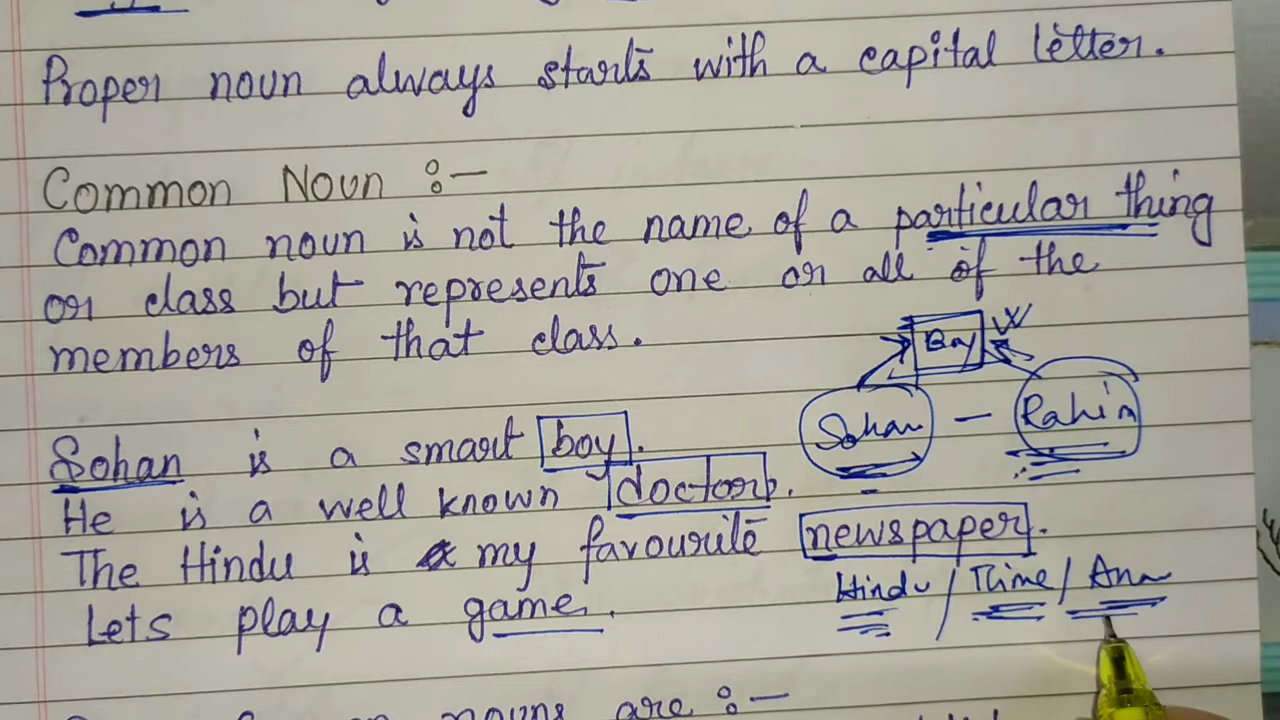 Proper noun always starts with a capital letter.
Common Noun :-
Common noun is not the name of a particular thing
or class but represents one or all of the
members of that class.
Boy
Sohan - Rahim
Sohan is a smart boy.
He is a well known doctor.
The Hindu is my favourite newspaper.
Hindu / Time /
Lets play a game.
nouns are :-